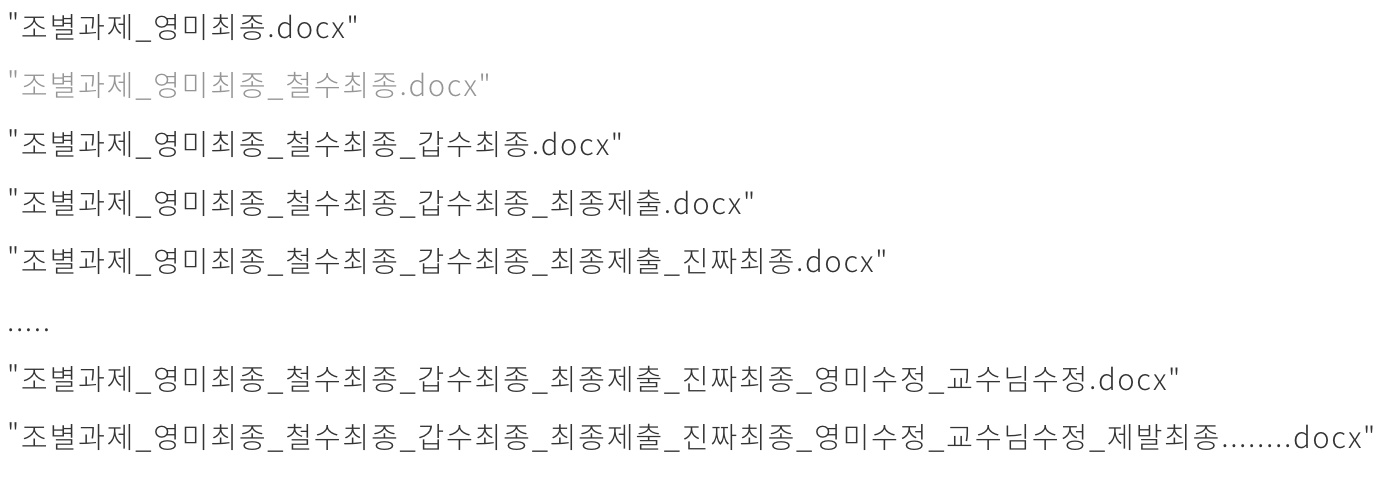 "조별과제_영미최종.docx"
"조별과제_영미최종_철수최종.docx"
"조별과제_영미최종_철수최종_갑수최종.docx"
"조별과제_영미최종_철수최종_갑수최종_최종제출.docx"
"조별과제_영미최종_철수최종_갑수최종_최종제출_진짜최종.docx"
.....
"조별과제_영미최종_철수최종_갑수최종_최종제출_진짜최종_영미수정_교수님수정.docx"
"조별과제_영미최종_철수최종_갑수최종_최종제출_진짜최종_영미수정_교수님수정_제발최종........docx"